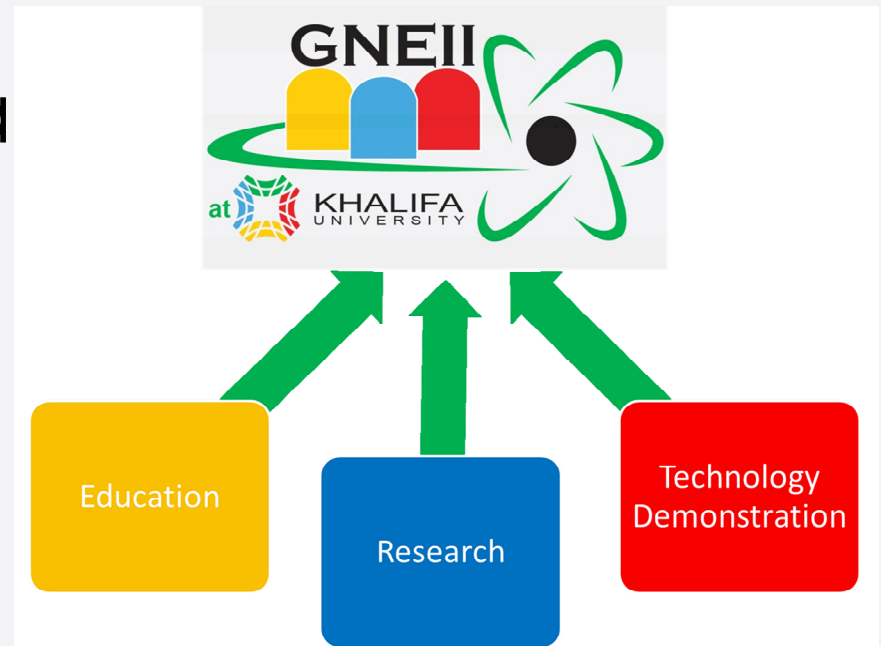 GNEII
at KHALIFA
UNIVERSITY
Education
Research
Technology
Demonstration